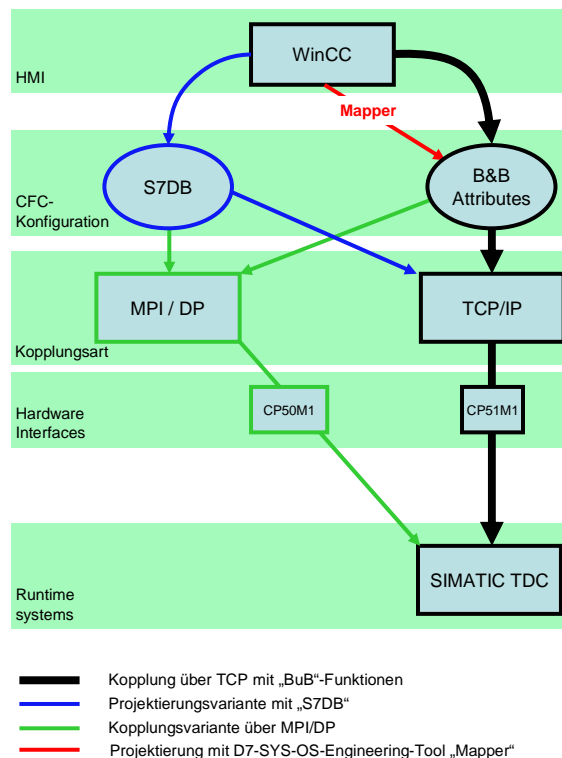 WinCC
HMI
Mapper
S7DB
B&B
Attributes
CFC-
Konfiguration
MPI / DP
TCP/IP
Kopplungsart
CP50M1
CP51M1
Hardware
Interfaces
SIMATIC TDC
Runtime
systems
Kopplung über TCP mit „BuB“-Funktionen
Projektierungsvariante mit „S7DB“
Kopplungsvariante über MPI/DP
Projektierung mit D7-SYS-OS-Engineering-Tool „Mapper“